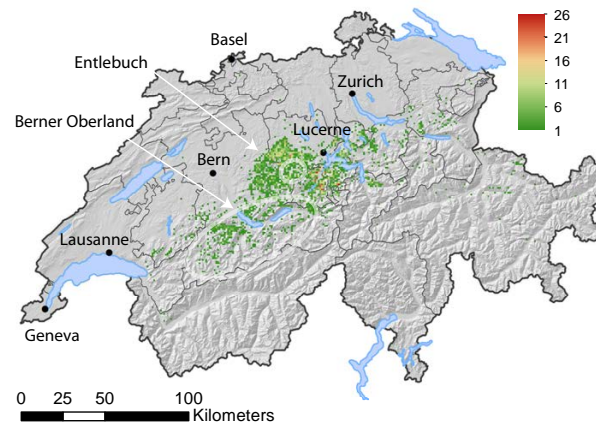 Basel
Entlebuch
Zurich
Berner Oberland
Lucerne
Bern
Lausanne
Geneva
26
21
16
11
6
1
0 25 50 100
Kilometers